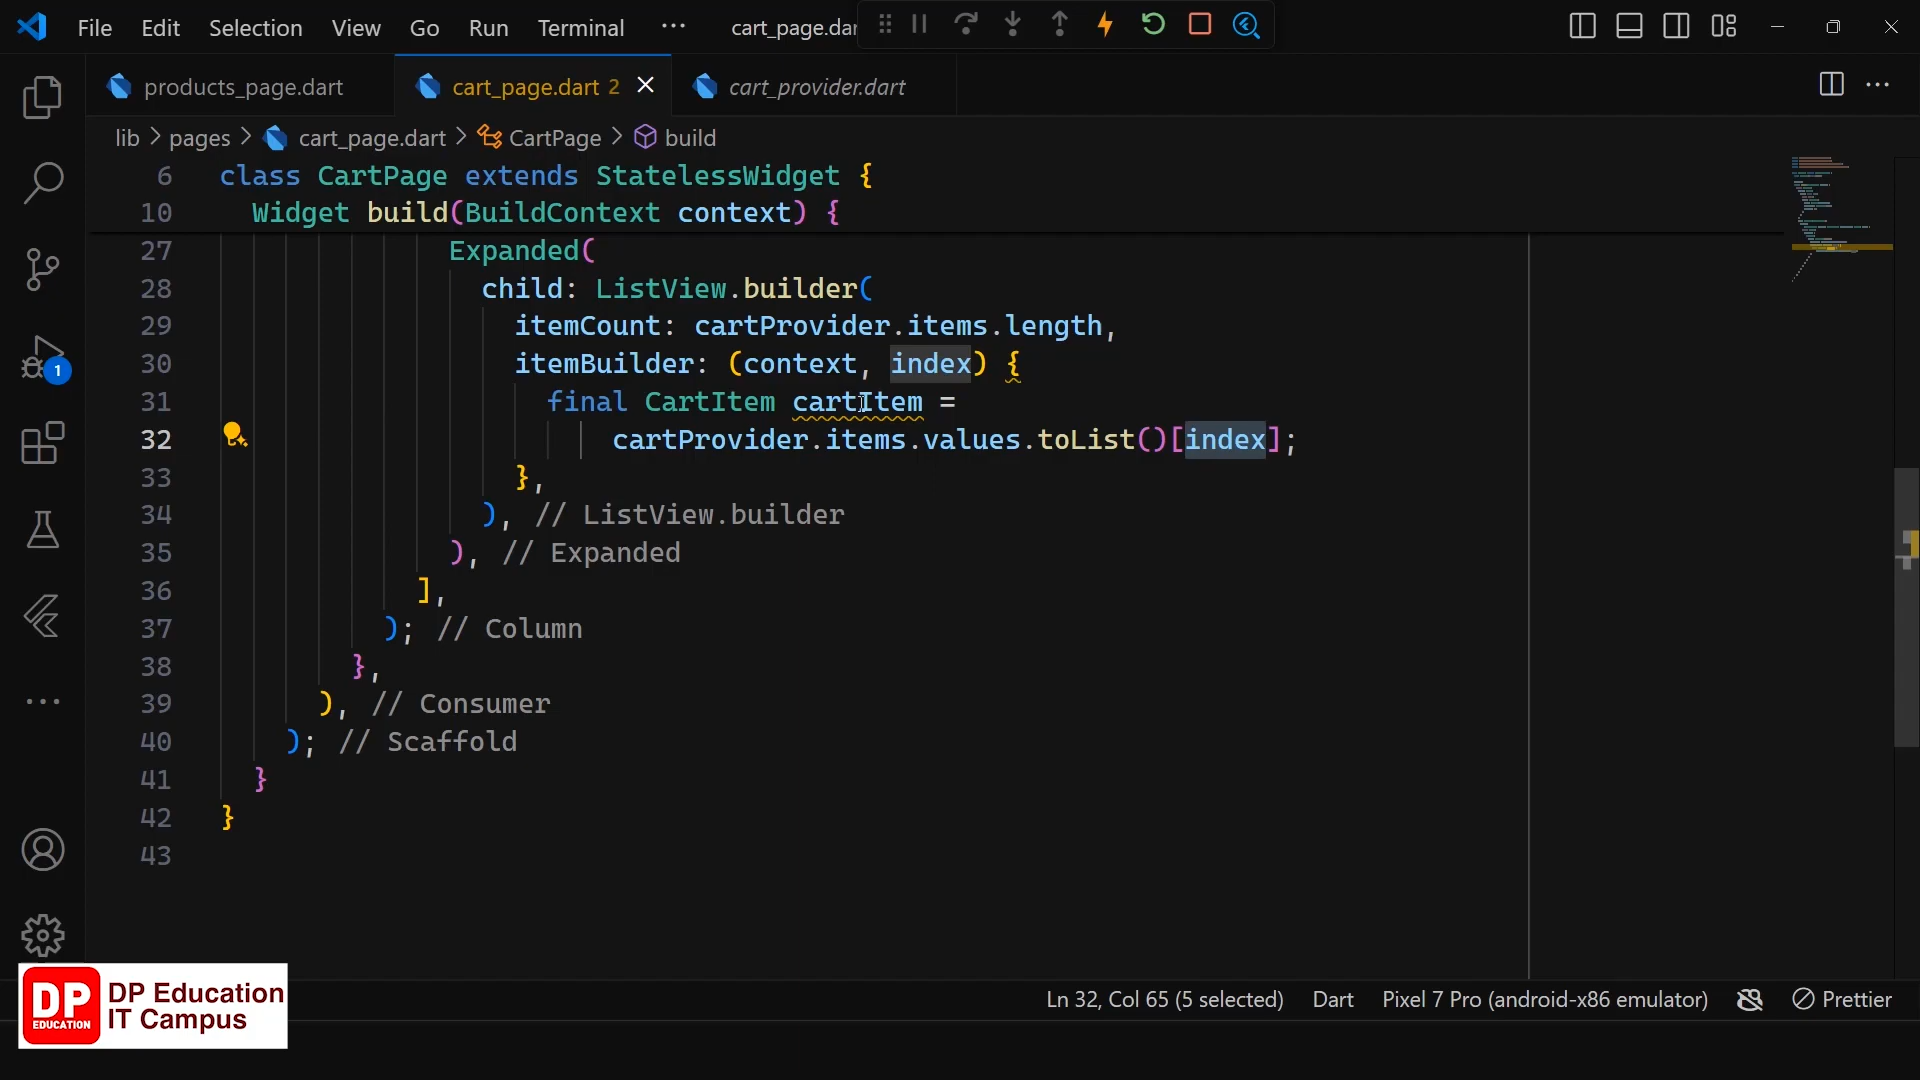 File Edit Selection View Go Run Terminal ··· cart_page.dar
products_page.dart cart_page.dart 2 cart_provider.dart
lib > pages > cart_page.dart > CartPage > build
6 class CartPage extends StatelessWidget {
10 Widget build(BuildContext context) {
27 Expanded(
28 child: ListView.builder(
29 itemCount: cartProvider.items.length,
30 itemBuilder: (context, index) {
31 final CartItem cartItem =
32 cartProvider.items.values.toList()[index];
33 },
34 ), // ListView.builder
35 ), // Expanded
36 ],
37 ); // Column
38 },
39 ), // Consumer
40 ); // Scaffold
41 }
42 }
43
1
DP EDUCATION
DP Education
IT Campus
Ln 32, Col 65 (5 selected) Dart Pixel 7 Pro (android-x86 emulator) Prettier